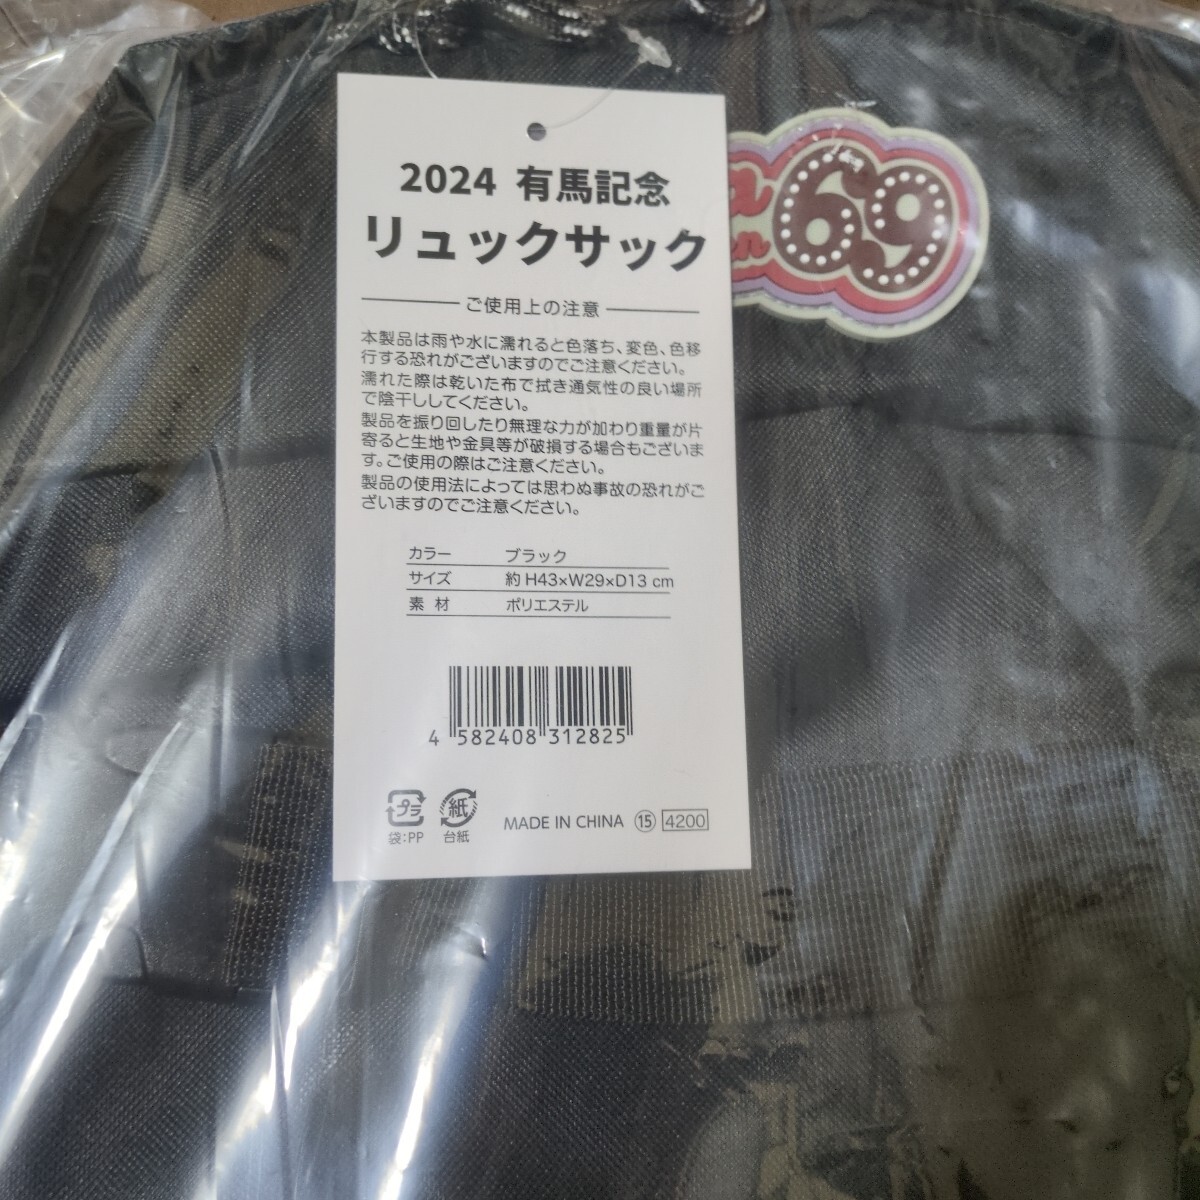 2024 有馬記念
リュックサック
ご使用上の注意
本製品は雨や水に濡れると色落ち、変色、色移
行する恐れがございますのでご注意ください。
濡れた際は乾いた布で拭き通気性の良い場所
で陰干ししてください。
製品を振り回したり無理な力が加わり重量が片
寄ると生地や金具等が破損する場合もございま
す。ご使用の際はご注意ください。
製品の使用法によっては思わぬ事故の恐れがご
ざいますのでご注意ください。
カラー ブラック
サイズ 約 H43×W29×D13 cm
素 材 ポリエステル
4 582408 312825
プラ 紙
袋:PP 台紙
MADE IN CHINA ⑮ 4200
69